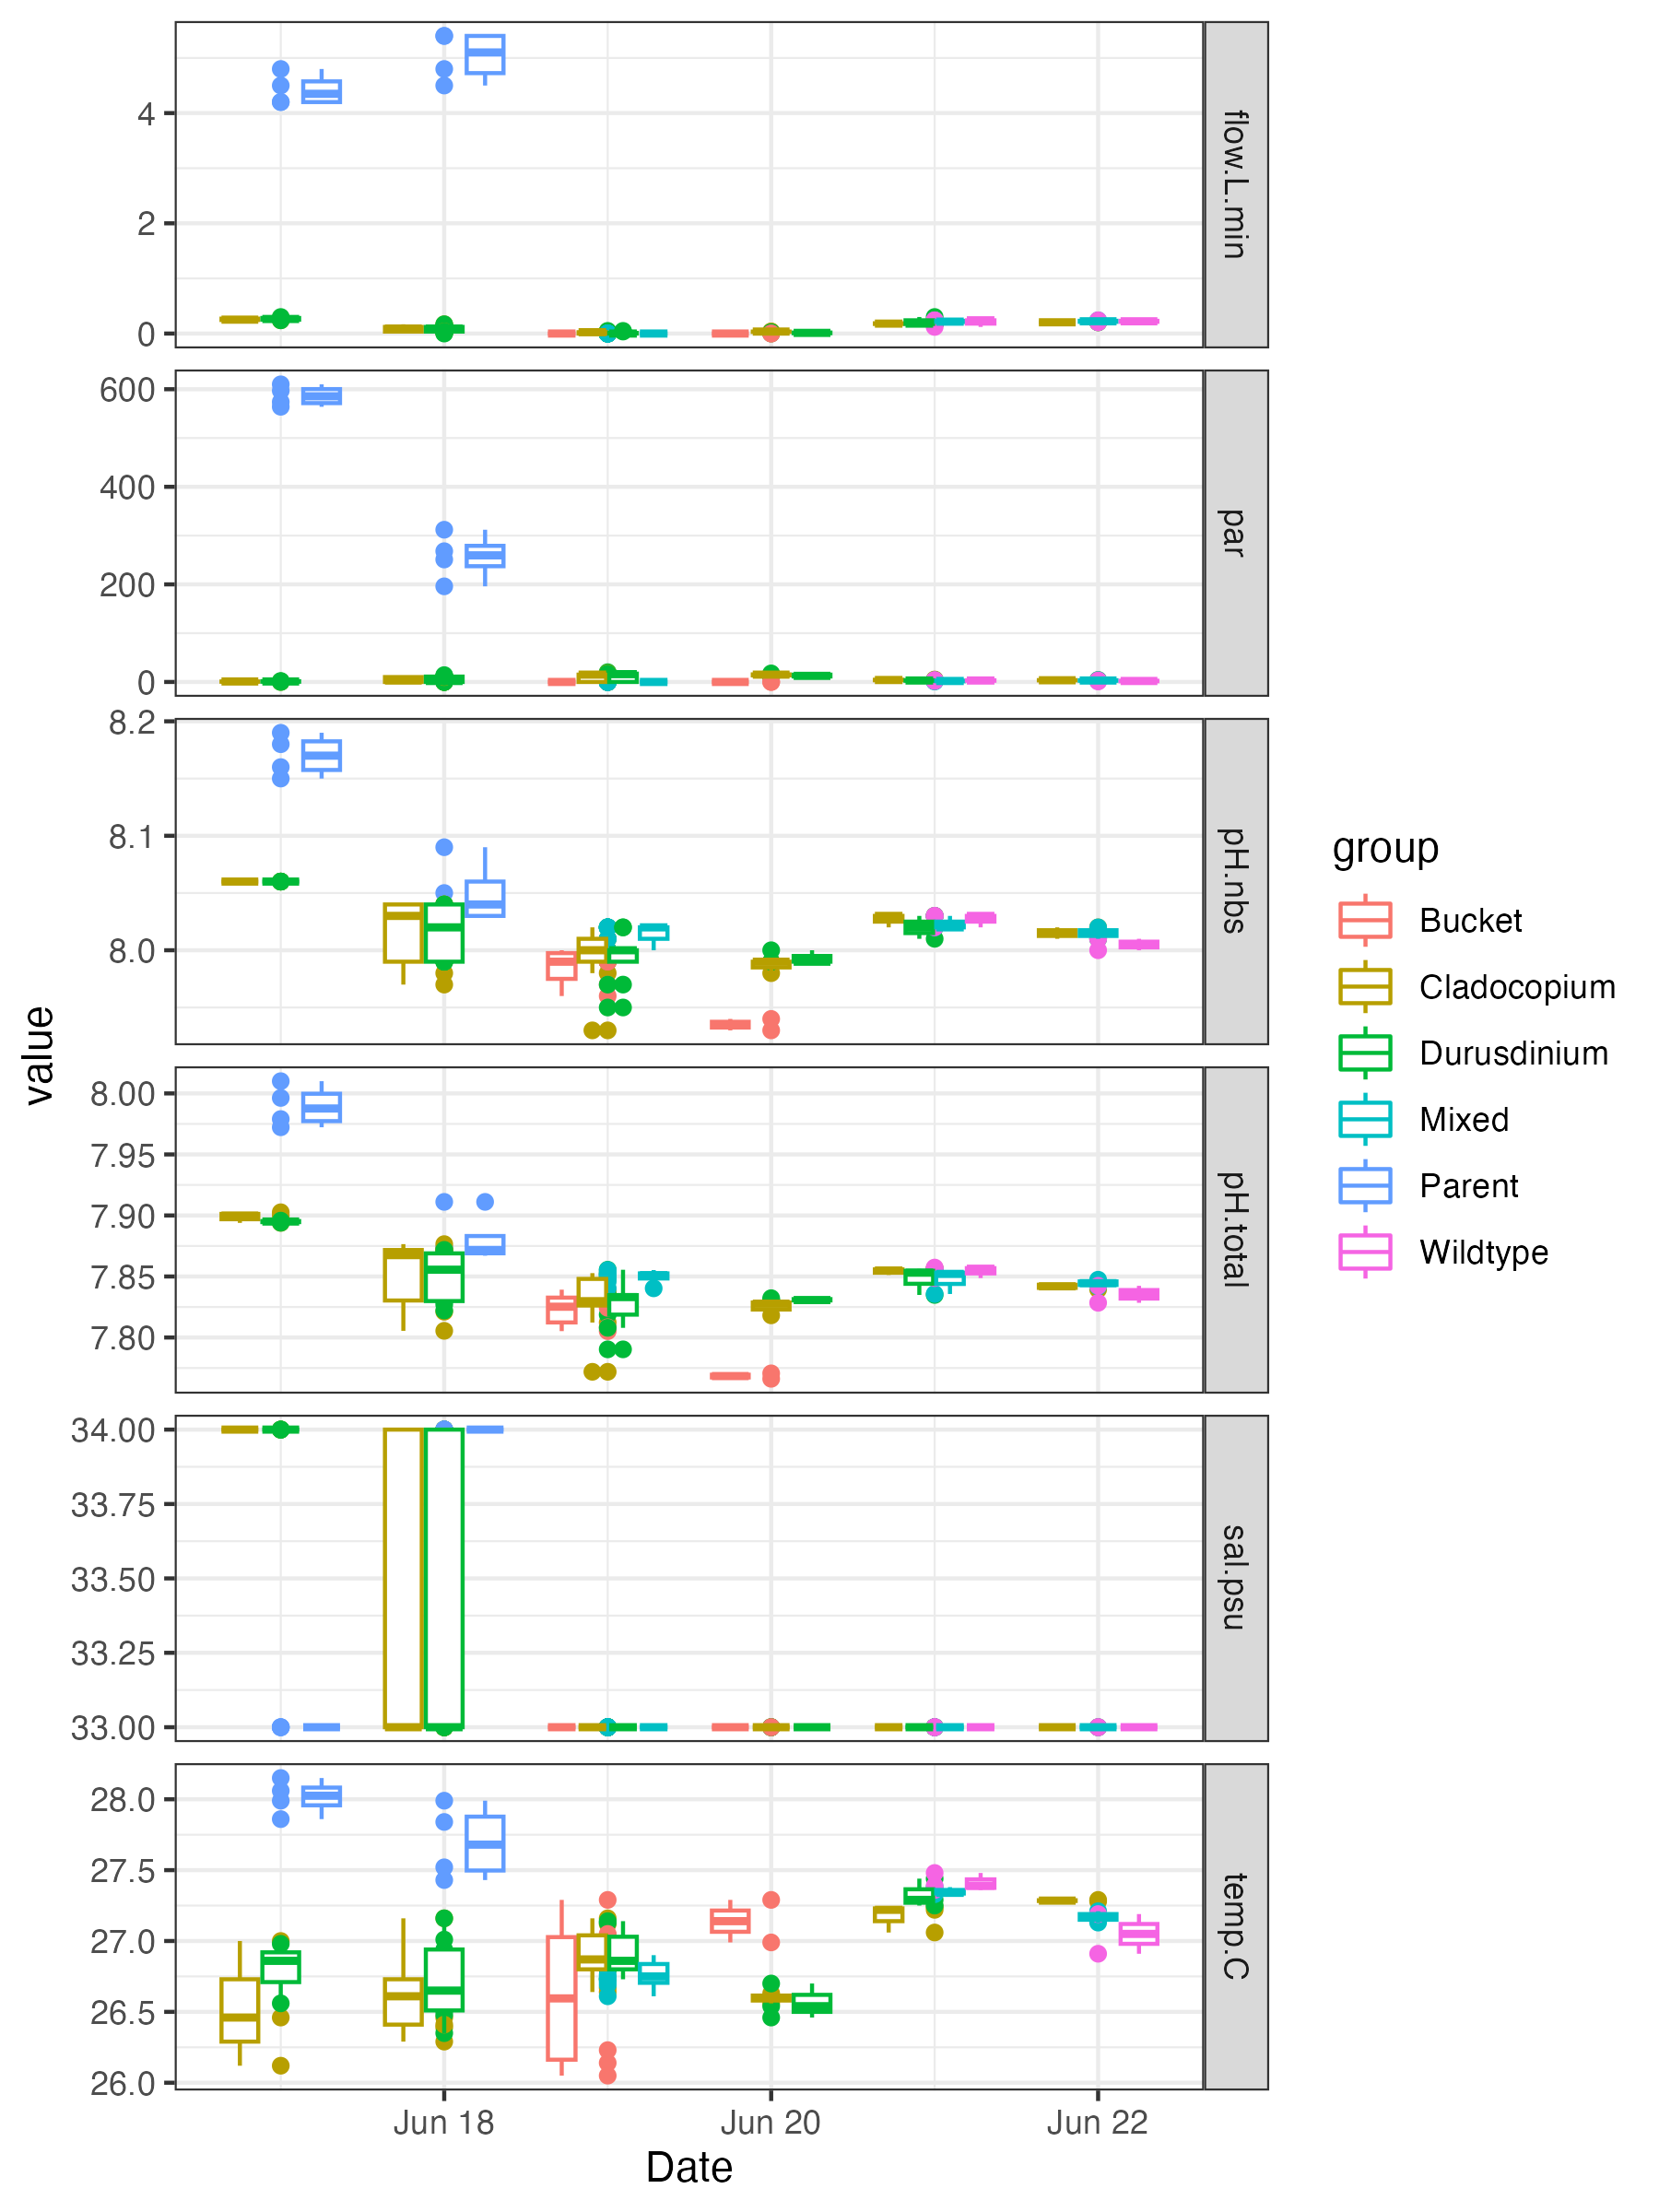 flow.L.min
4
2
0
par
600
400
200
0
pH.nbs
8.2
8.1
8.0
pH.total
8.00
7.95
7.90
7.85
7.80
sal.psu
34.00
33.75
33.50
33.25
33.00
temp.C
28.0
27.5
27.0
26.5
26.0
value
Jun 18
Jun 20
Jun 22
Date
group
Bucket
Cladocopium
Durusdinium
Mixed
Parent
Wildtype